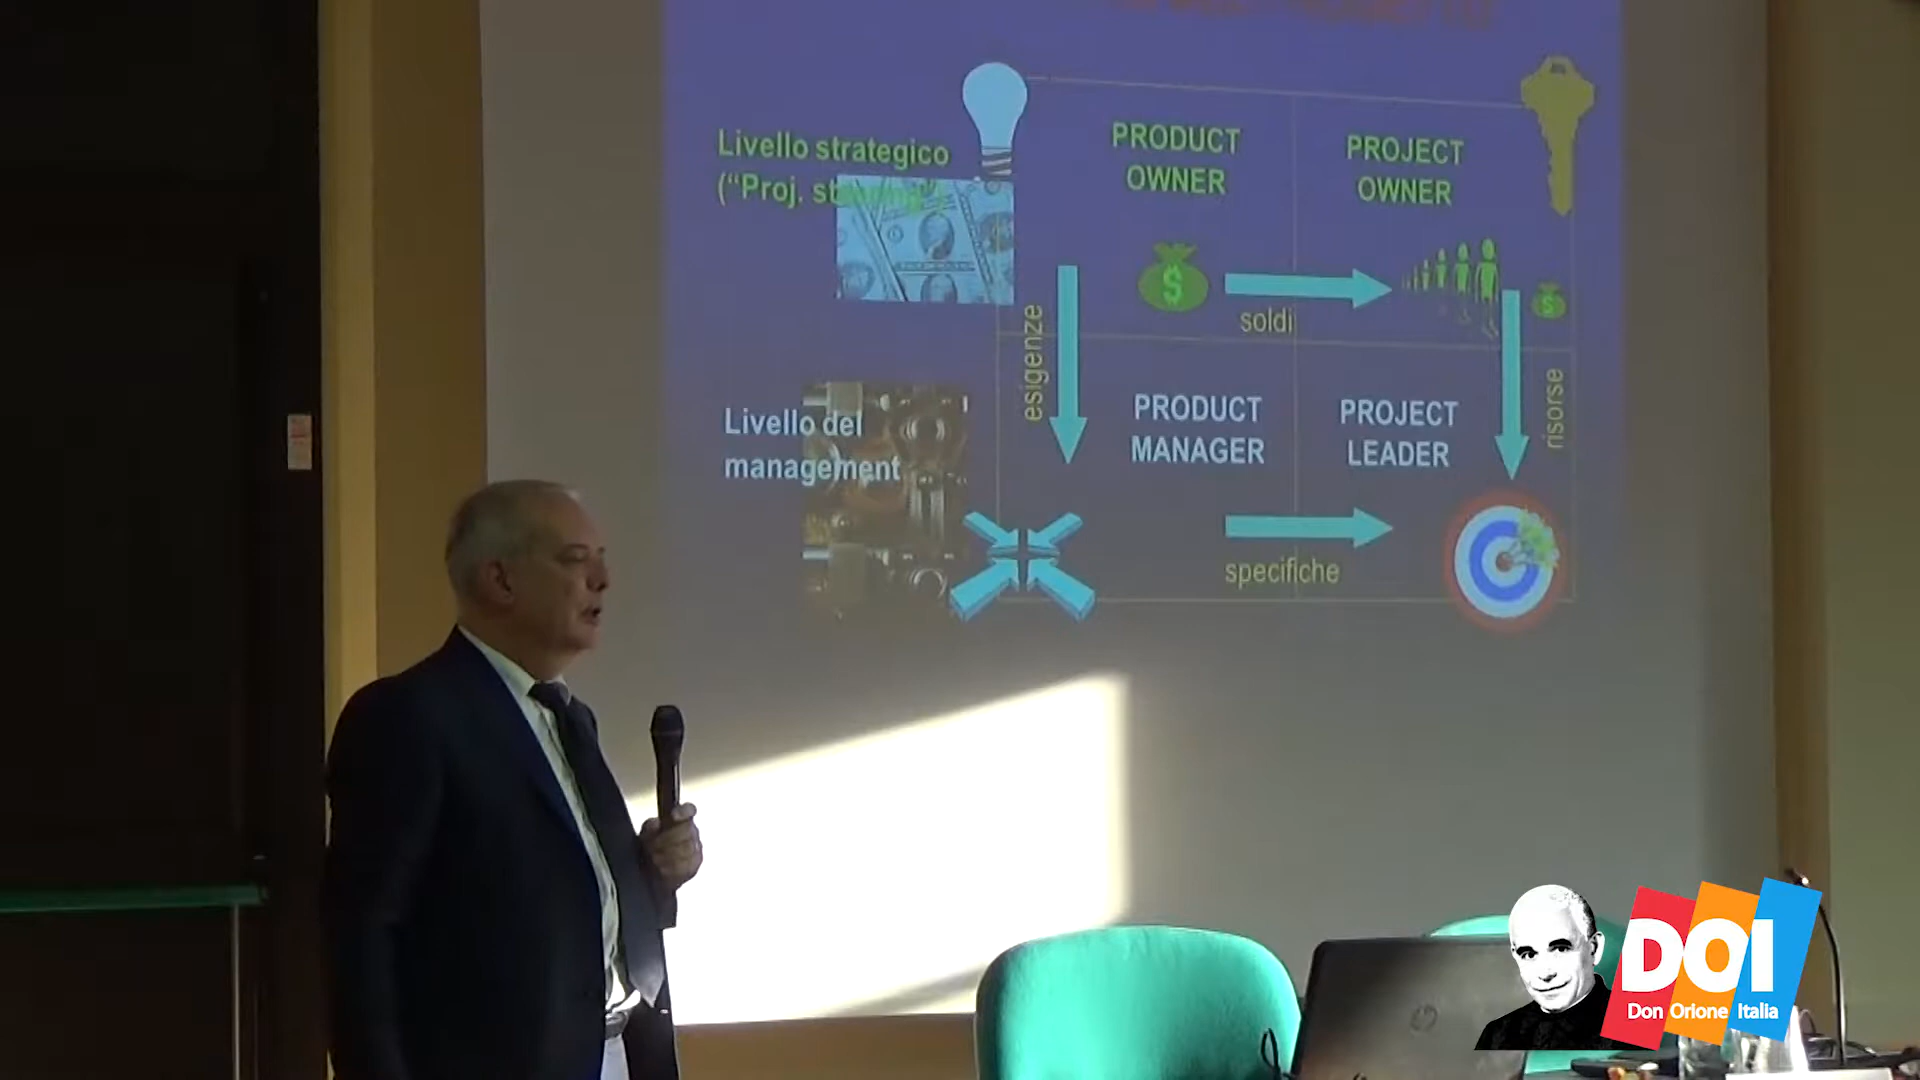 Livello strategico
(“Proj.
PRODUCT
OWNER
PROJECT
OWNER
$
soldi
$
esigenze
risorse
Livello del
management
PRODUCT
MANAGER
PROJECT
LEADER
specifiche
hp
DOI
Don Orione Italia